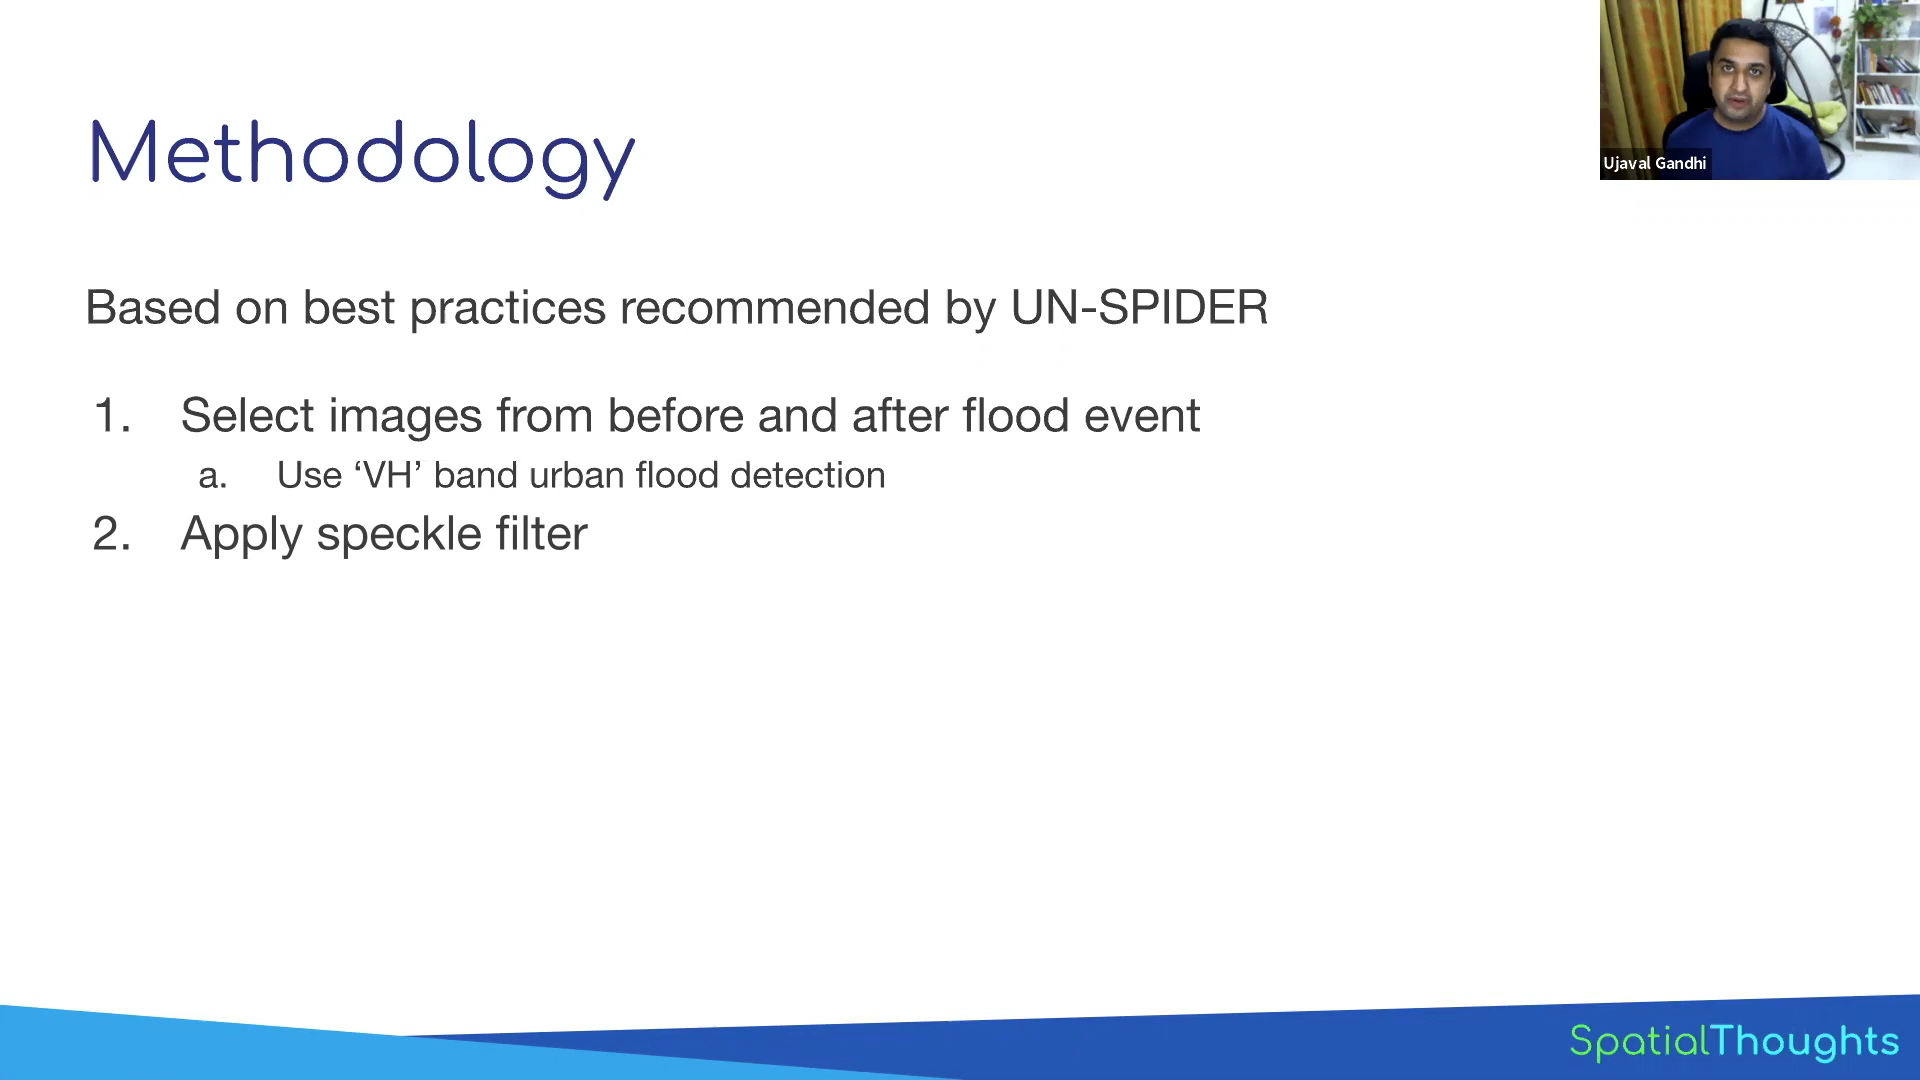 Methodology
Ujaval Gandhi
Based on best practices recommended by UN-SPIDER
1. Select images from before and after flood event
a. Use ‘VH’ band urban flood detection
2. Apply speckle filter
SpatialThoughts